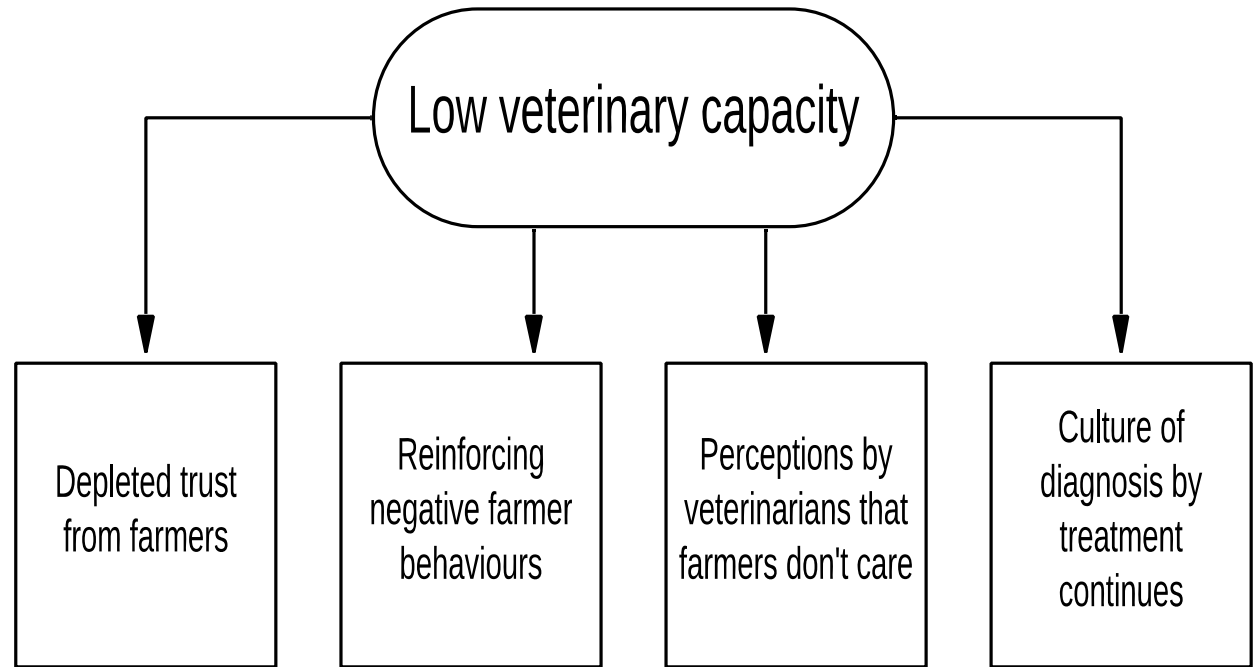 Low veterinary capacity
Depleted trust
from farmers
Reinforcing
negative farmer
behaviours
Perceptions by
veterinarians that
farmers don't care
Culture of
diagnosis by
treatment
continues